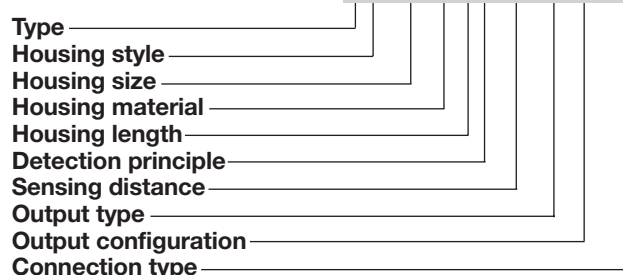 Type
Housing style
Housing size
Housing material
Housing length
Detection principle
Sensing distance
Output type
Output configuration
Connection type